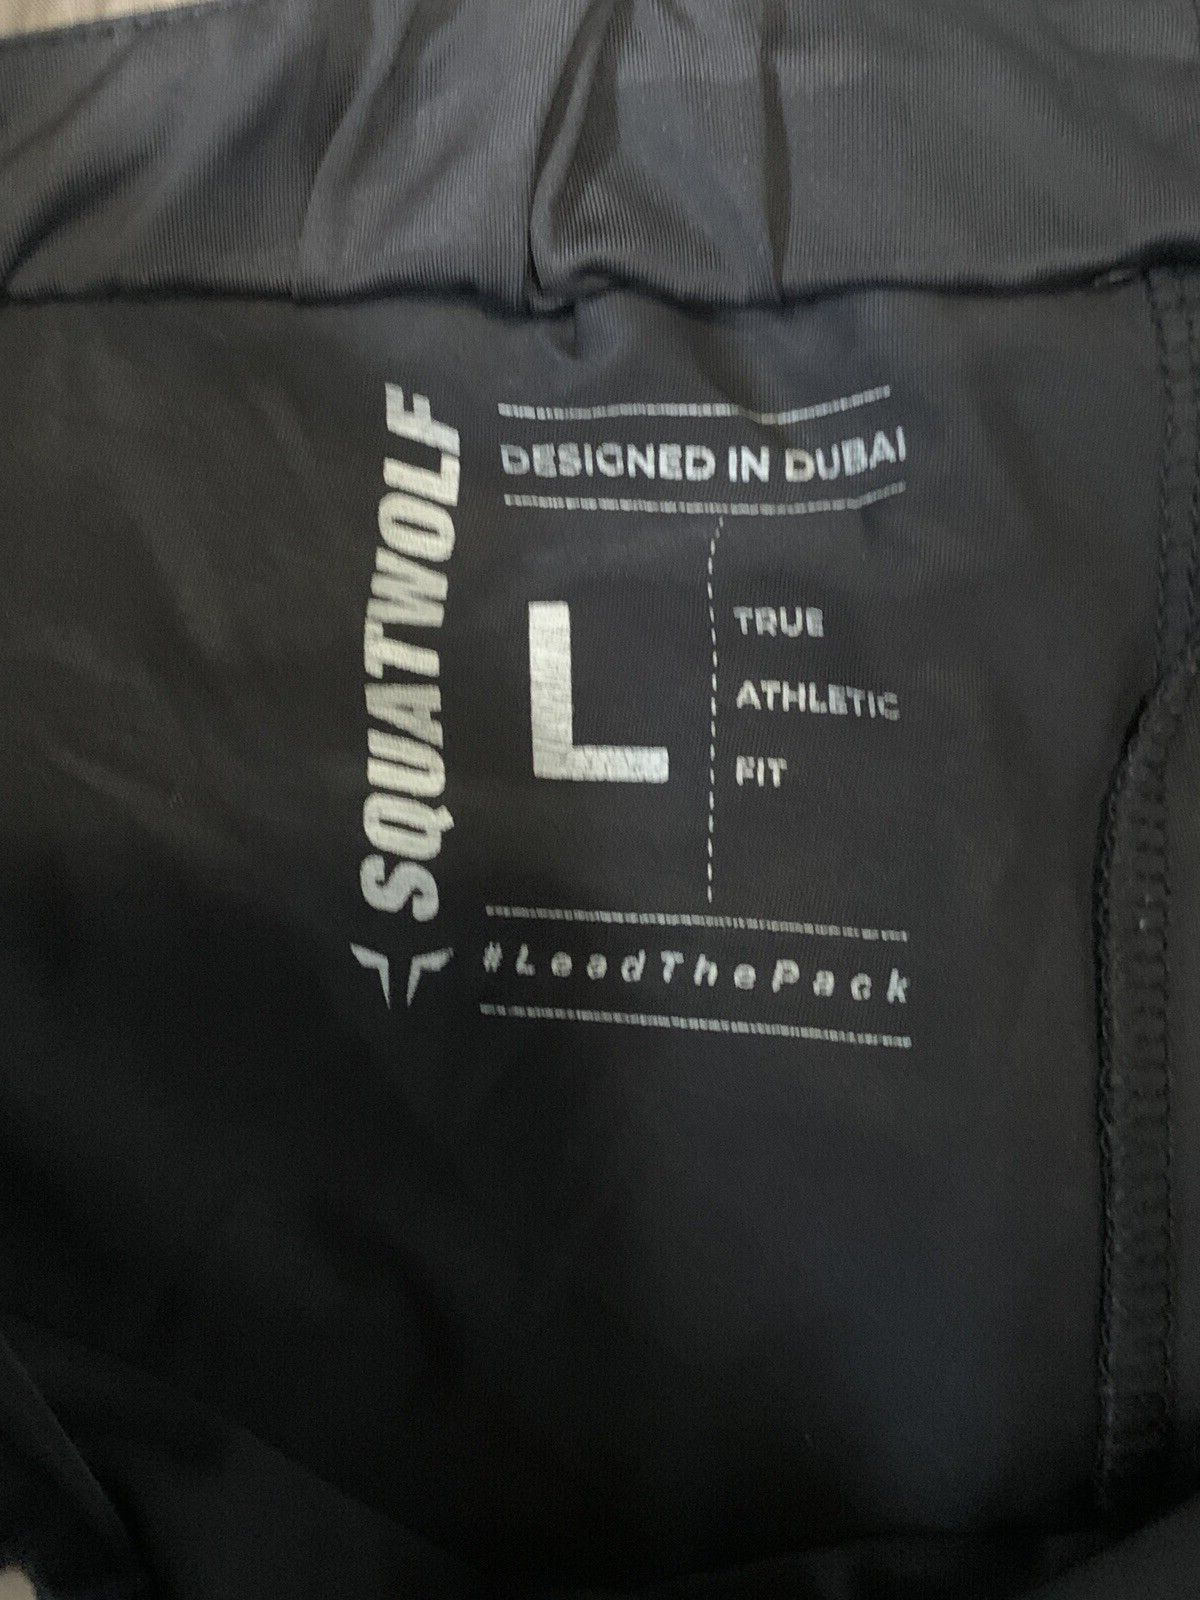 SQUATWOLF
DESIGNED IN DUBAI
L
TRUE
ATHLETIC
FIT
#LeadThePack